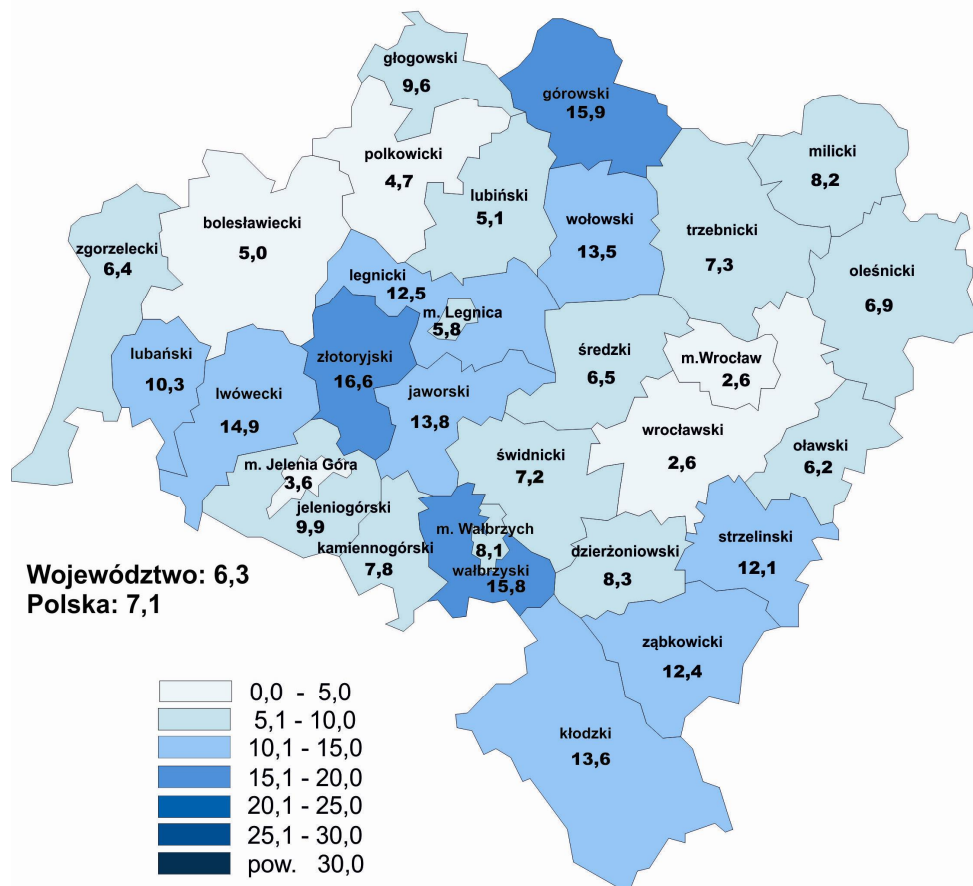 głogowski
9,6
górowski
15,9
polkowicki
4,7
milicki
8,2
lubiński
5,1
bolesławiecki
5,0
wołowski
13,5
trzebnicki
7,3
zgorzelecki
6,4
oleśnicki
6,9
legnicki
12,5
m. Legnica
5,8
lubański
10,3
złotoryjski
16,6
średzki
6,5
m.Wrocław
2,6
lwówecki
14,9
jaworski
13,8
wrocławski
2,6
oławski
6,2
m. Jelenia Góra
3,6
świdnicki
7,2
jeleniogórski
9,9
m. Wałbrzych
8,1
kamiennogórski
7,8
wałbrzyski
15,8
dzierżoniowski
8,3
strzelinski
12,1
Województwo: 6,3
Polska: 7,1
ząbkowicki
12,4
kłodzki
13,6
0,0 - 5,0
5,1 - 10,0
10,1 - 15,0
15,1 - 20,0
20,1 - 25,0
25,1 - 30,0
pow. 30,0